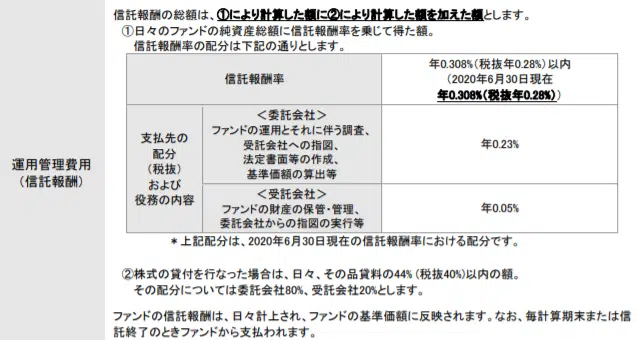 信託報酬の総額は、①により計算した額に②により計算した額を加えた額とします。
①日々のファンドの純資産総額に信託報酬率を乗じて得た額。
信託報酬率の配分は下記の通りとします。
運用管理費用
(信託報酬)
信託報酬率
年0.308%(税抜年0.28%)以内
(2020年6月30日現在
年0.308%(税抜年0.28%))
支払先の
配分
(税抜)
および
役務の内容
<委託会社>
ファンドの運用とそれに伴う調査、
受託会社への指図、
法定書面等の作成、
基準価額の算出等
年0.23%
<受託会社>
ファンドの財産の保管・管理、
委託会社からの指図の実行等
年0.05%
*上記配分は、2020年6月30日現在の信託報酬率における配分です。
②株式の貸付を行なった場合は、日々、その品貸料の44%(税抜40%)以内の額。
その配分については委託会社80%、受託会社20%とします。
ファンドの信託報酬は、日々計上され、ファンドの基準価額に反映されます。なお、毎計算期末または信
託終了のときファンドから支払われます。